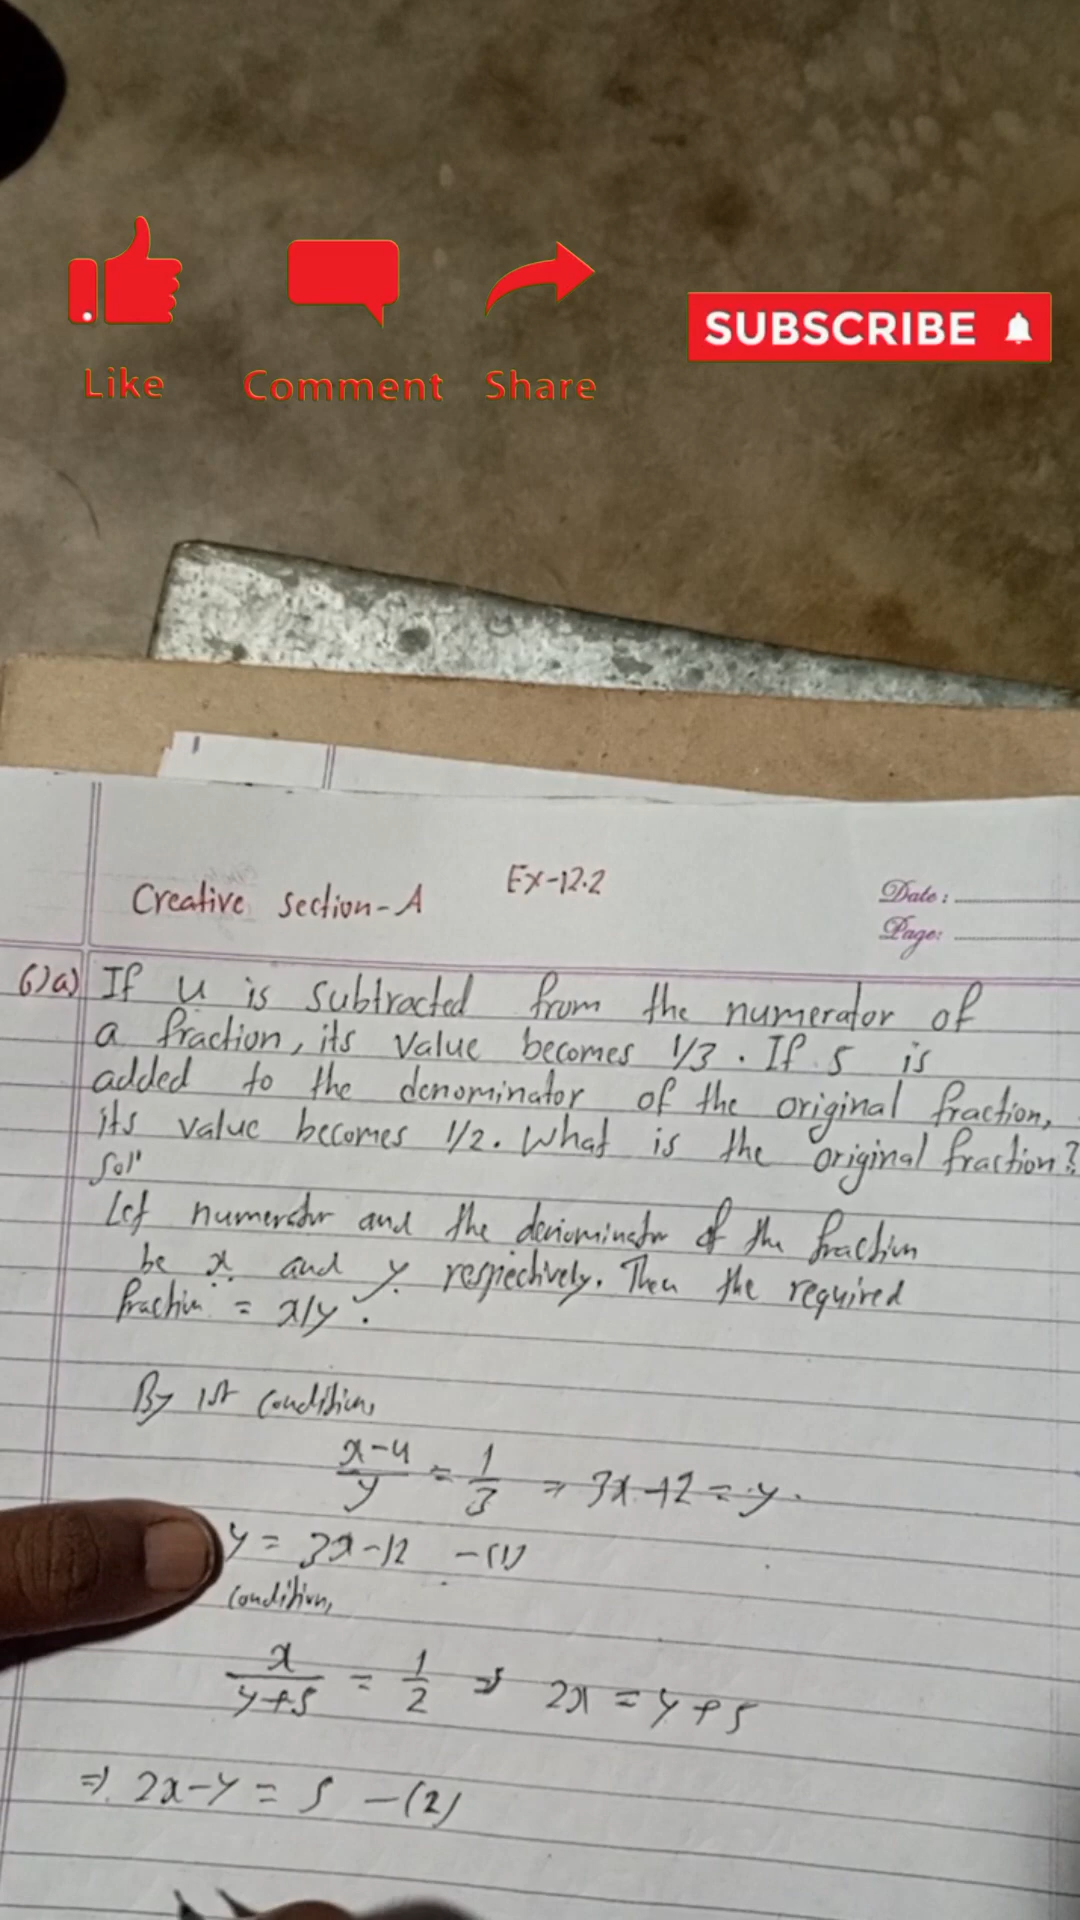 Like Comment Share
SUBSCRIBE
Creative section-A Ex-12.2
Date:
Page:
6)a) If 4 is subtracted from the numerator of
a fraction, its value becomes 1/3. If 5 is
added to the denominator of the original fraction,
its value becomes 1/2. What is the original fraction?
Solⁿ
Let numerator and the denominator of the fraction
be x and y respectively. Then the required
fraction = x/y.
By 1st condition,
x-4/y = 1/3 ⇒ 3x-12 = y.
y = 3x-12 -(1)
condition,
x/y+5 = 1/2 ⇒ 2x = y+5
⇒ 2x-y = 5 -(2)